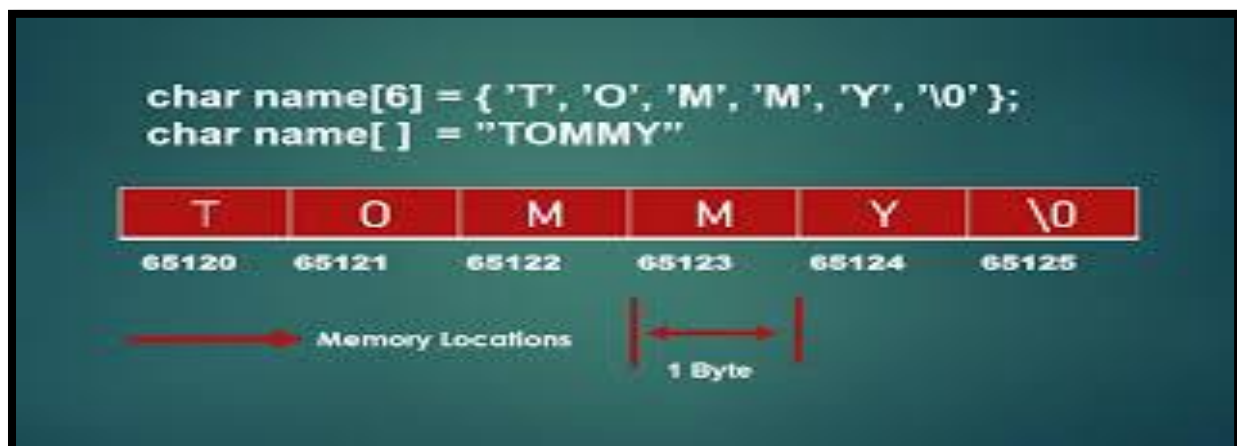 char name[6] = { 'T', 'O', 'M', 'M', 'Y', '\0' };
char name[ ] = "TOMMY"
T O M M Y \0
65120 65121 65122 65123 65124 65125
Memory Locations
1 Byte